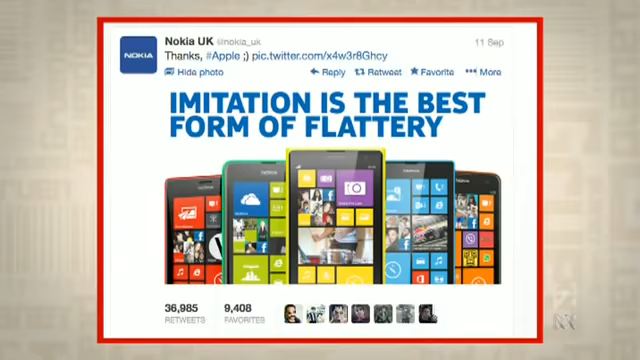 NOKIA
Nokia UK @nokia_uk 11 Sep
Thanks, #Apple ;) pic.twitter.com/x4w3r8Ghcy
Hide photo Reply Retweet Favorite More
IMITATION IS THE BEST
FORM OF FLATTERY
36,985 9,408
RETWEETS FAVORITES